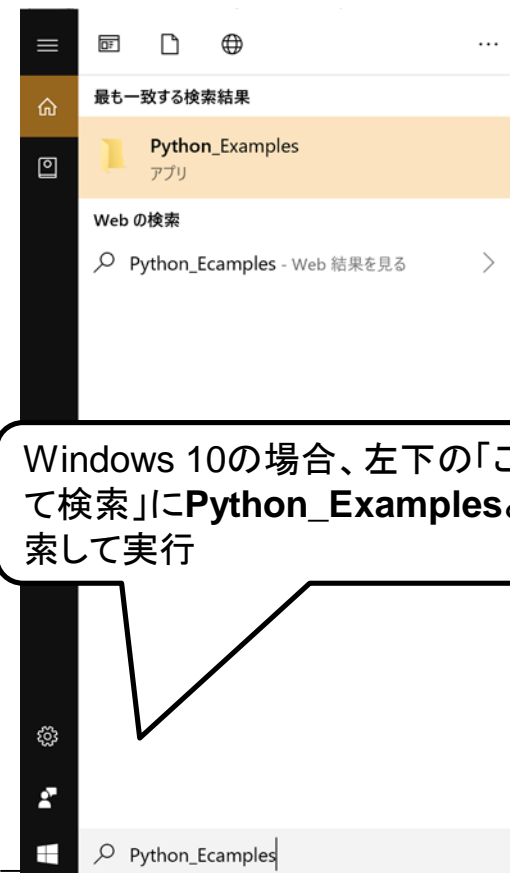 最も一致する検索結果
Python_Examples
アプリ
Web の検索
Python_Ecamples - Web 結果を見る
Windows 10の場合、左下の「こ
て検索」にPython_Examples
索して実行
Python_Ecamples